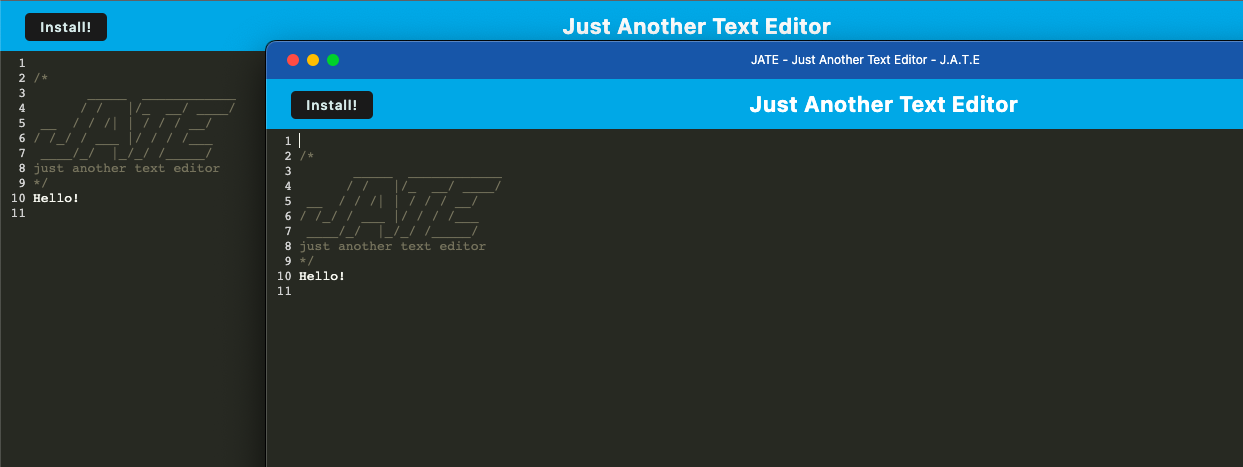 Install!
Just Another Text Editor
1
2 /*
3        _____  ____________
4       / /   |/_  __/ ____/
5  __  / / /| | / / / __/
6 / /_/ / ___ |/ / / /___
7  ____/_/  |_/_/ /_____/
8 just another text editor
9 */
10 Hello!
11
JATE - Just Another Text Editor - J.A.T.E
Install!
Just Another Text Editor
1
2 /*
3        _____  ____________
4       / /   |/_  __/ ____/
5  __  / / /| | / / / __/
6 / /_/ / ___ |/ / / /___
7  ____/_/  |_/_/ /_____/
8 just another text editor
9 */
10 Hello!
11